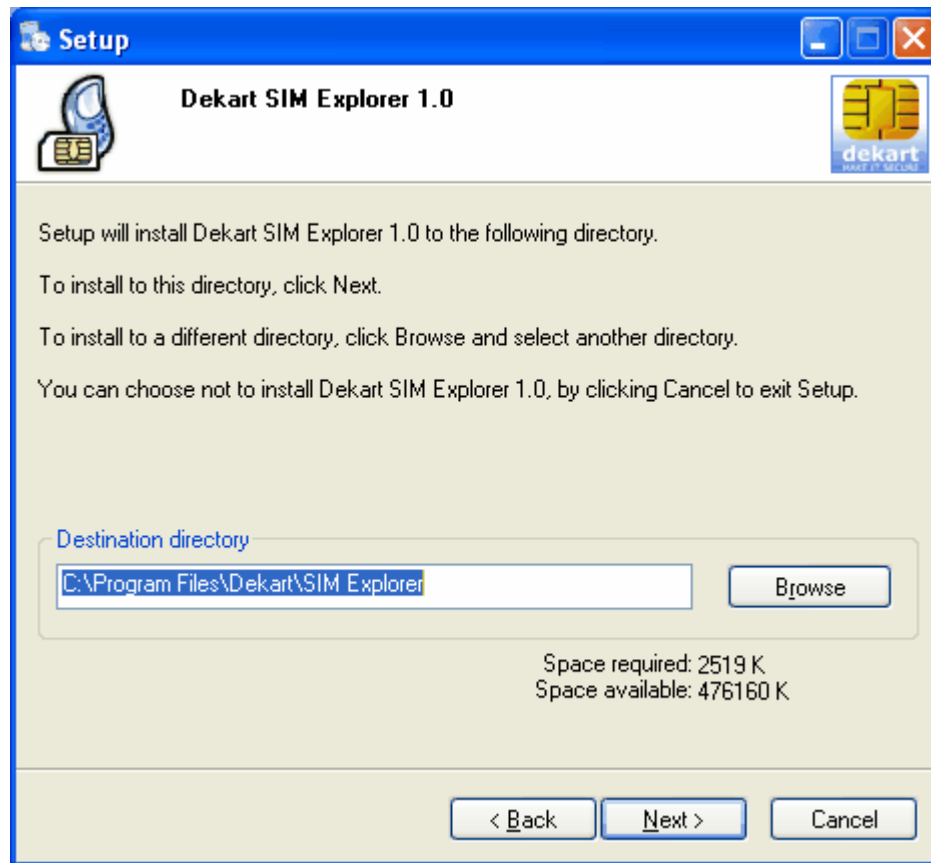 Setup
Dekart SIM Explorer 1.0
dekart
MAKE IT SECURE
Setup will install Dekart SIM Explorer 1.0 to the following directory.
To install to this directory, click Next.
To install to a different directory, click Browse and select another directory.
You can choose not to install Dekart SIM Explorer 1.0, by clicking Cancel to exit Setup.
Destination directory
C:\Program Files\Dekart\SIM Explorer
Browse
Space required: 2519 K
Space available: 476160 K
< Back
Next >
Cancel